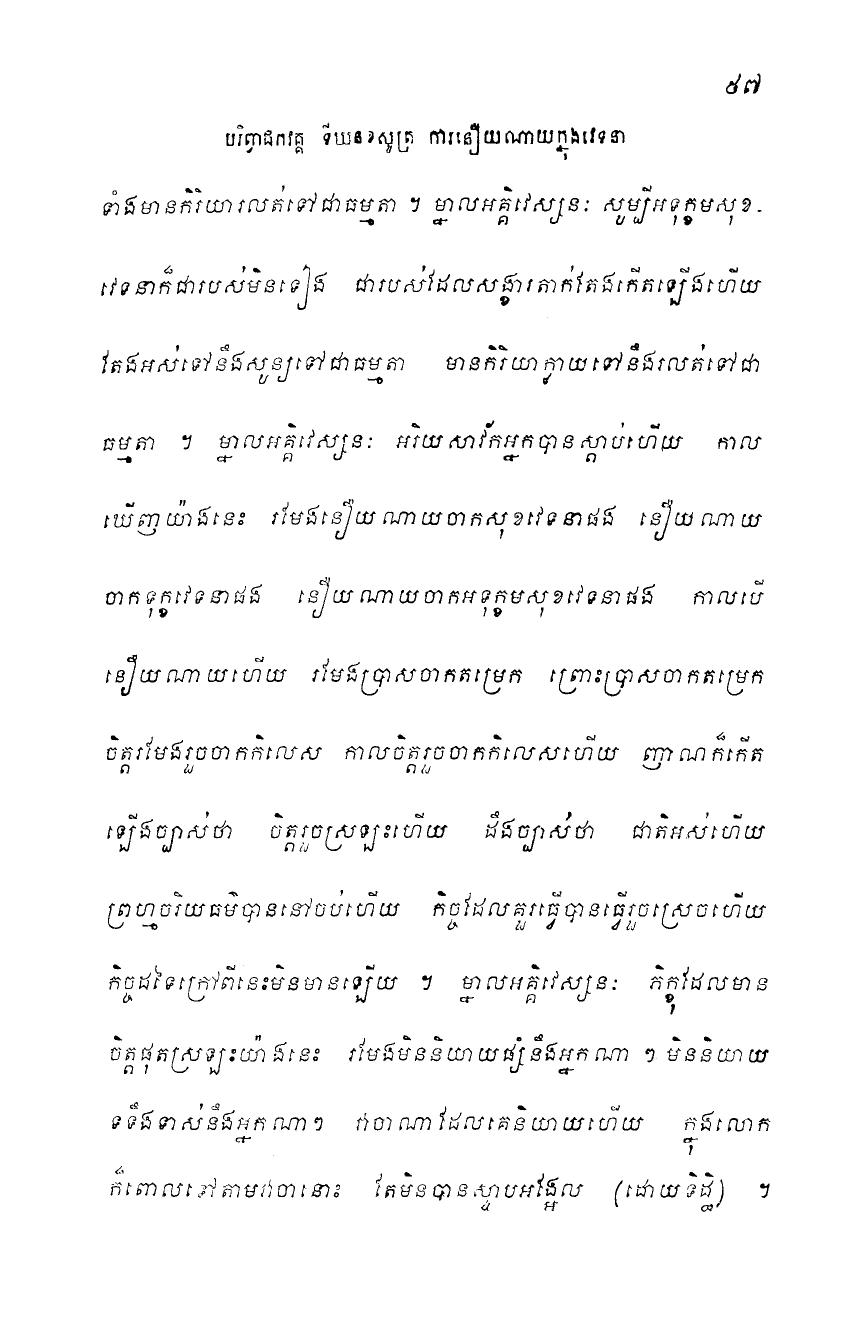 ៥៧
បរិព្វាជកវគ្គ ទីឃនខសូត្រ ការនឿយណាយក្នុងវេទនា
ទាំងមានកិរិយារលត់ទៅជាធម្មតា ។ ម្នាលអគ្គិវេស្សនៈ សូម្បីអទុក្ខមសុខ-
វេទនាក៏ជារបស់មិនទៀង ជារបស់ដែលសង្ខារតាក់តែងកើតឡើងហើយ
តែងអស់ទៅនឹងសូន្យទៅជាធម្មតា មានកិរិយាក្លាយទៅនឹងរលត់ទៅជា
ធម្មតា ។ ម្នាលអគ្គិវេស្សនៈ អរិយសាវ័កអ្នកបានស្តាប់ហើយ កាល
ឃើញយ៉ាងនេះ រមែងនឿយណាយចាកសុខវេទនាផង នឿយណាយ
ចាកទុក្ខវេទនាផង នឿយណាយចាកអទុក្ខមសុខវេទនាផង កាលបើ
នឿយណាយហើយ រមែងប្រាសចាកតម្រេក ព្រោះប្រាសចាកតម្រេក
ចិត្តរមែងរួចចាកកិលេស កាលចិត្តរួចចាកកិលេសហើយ ញាណក៏កើត
ឡើងច្បាស់ថា ចិត្តរួចស្រឡះហើយ ដឹងច្បាស់ថា ជាតិអស់ហើយ
ព្រហ្មចរិយធម៌បាននៅចប់ហើយ កិច្ចដែលគួរធ្វើបានធ្វើរួចស្រេចហើយ
កិច្ចដទៃក្រៅពីនេះមិនមានឡើយ ។ ម្នាលអគ្គិវេស្សនៈ ភិក្ខុដែលមាន
ចិត្តផុតស្រឡះយ៉ាងនេះ រមែងមិននិយាយផ្សំនឹងអ្នកណា ៗ មិននិយាយ
ទទឹងទាស់នឹងអ្នកណាៗ វាចាណាដែលគេនិយាយហើយ ក្នុងលោក
ក៏ពោលទៅតាមវាចានោះ តែមិនបានស្ទាបអង្អែល (ដោយទិដ្ឋិ) ។